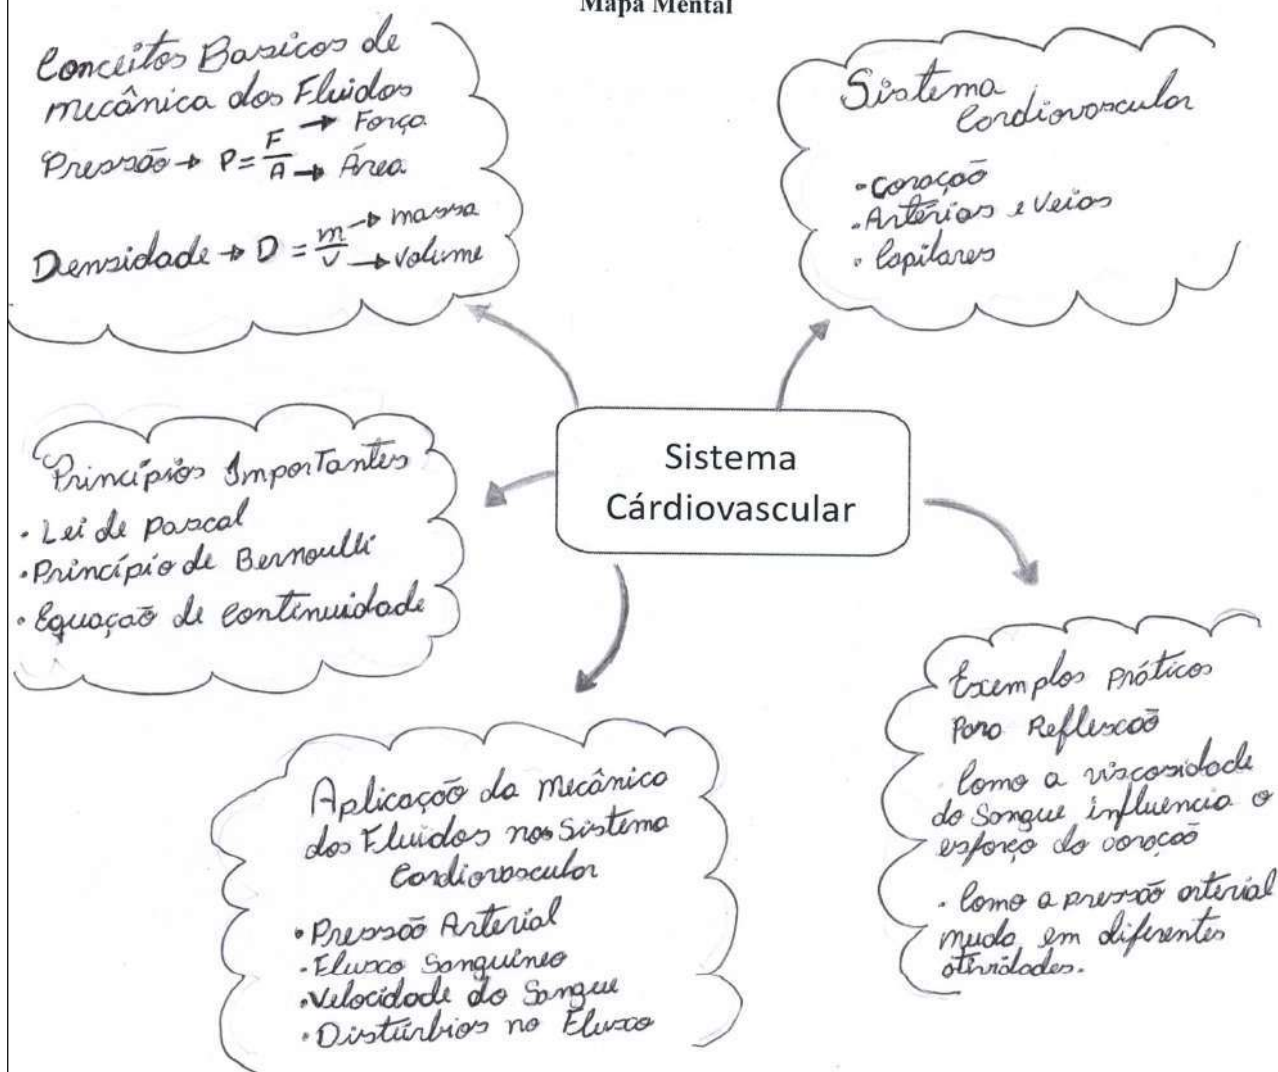 Mapa Mental
Conceitos Basicos de
mecânica dos Fluidos
Pressão → P = F/A → Força
→ Área
Densidade → D = m/v → massa
→ volume
Sistema
Cardiovascular
• Coração
• Artérias e Veias
• Capilares
Sistema
Cárdiovascular
Princípios Importantes
• Lei de Pascal
• Princípio de Bernoulli
• Equação de Continuidade
Aplicação da Mecânica
dos Fluidos nos Sistema
Cardiovascular
• Pressão Arterial
• Fluxo Sanguíneo
• Velocidade do Sangue
• Distúrbios no Fluxo
Exemplos Práticos
Para Reflexão
• Como a viscosidade
do Sangue influencia o
esforço do coração
• Como a pressão arterial
muda em diferentes
atividades.